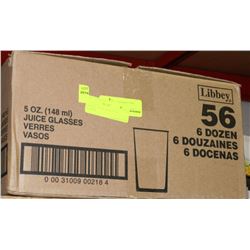 Libbey
56
6 DOZEN
6 DOUZAINES
6 DOCENAS
5 OZ. (148 ml)
JUICE GLASSES
VERRES
VASOS
0 00 31009 00216 4